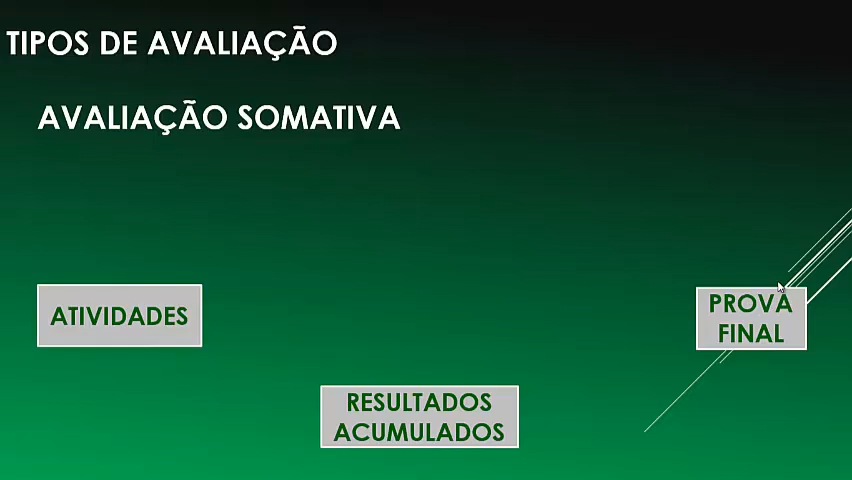 TIPOS DE AVALIAÇÃO
AVALIAÇÃO SOMATIVA
ATIVIDADES
PROVA
FINAL
RESULTADOS
ACUMULADOS